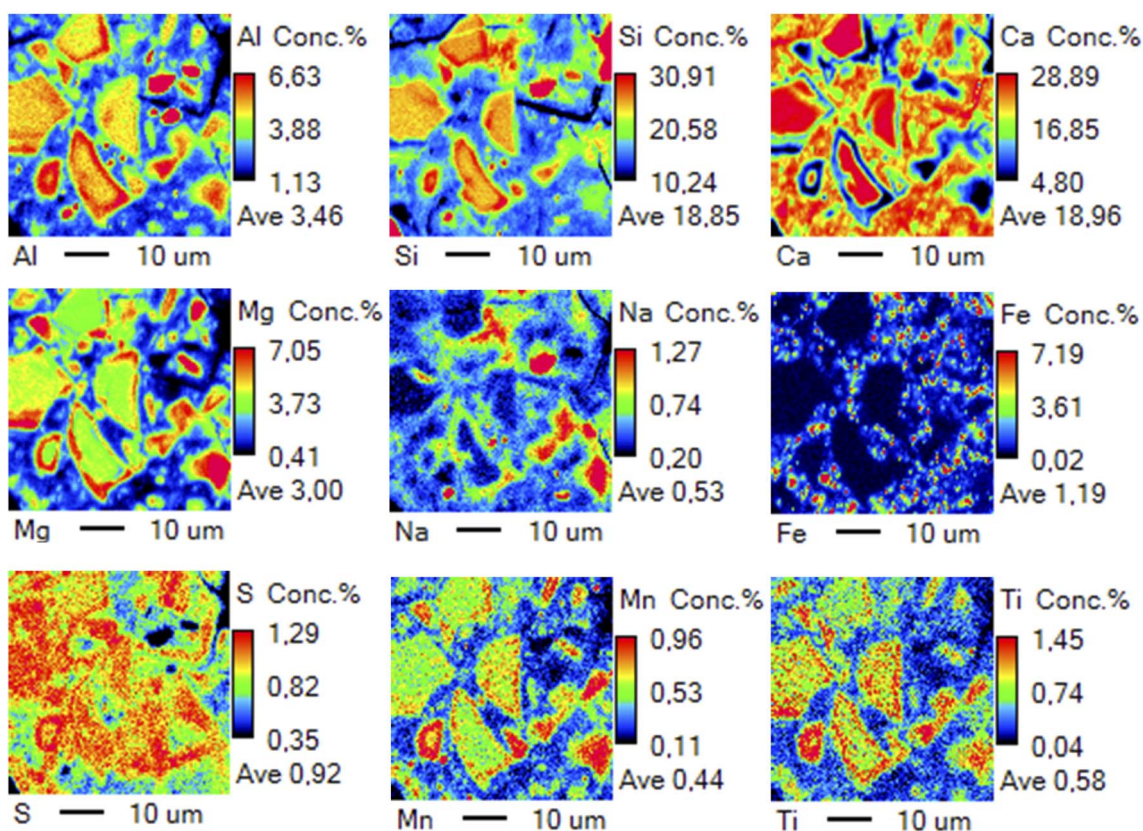 Al Conc.%
6,63
3,88
1,13
Ave 3,46
Al 10 um
Si Conc.%
30,91
20,58
10,24
Ave 18,85
Si 10 um
Ca Conc.%
28,89
16,85
4,80
Ave 18,96
Ca 10 um
Mg Conc.%
7,05
3,73
0,41
Ave 3,00
Mg 10 um
Na Conc.%
1,27
0,74
0,20
Ave 0,53
Na 10 um
Fe Conc.%
7,19
3,61
0,02
Ave 1,19
Fe 10 um
S Conc.%
1,29
0,82
0,35
Ave 0,92
S 10 um
Mn Conc.%
0,96
0,53
0,11
Ave 0,44
Mn 10 um
Ti Conc.%
1,45
0,74
0,04
Ave 0,58
Ti 10 um